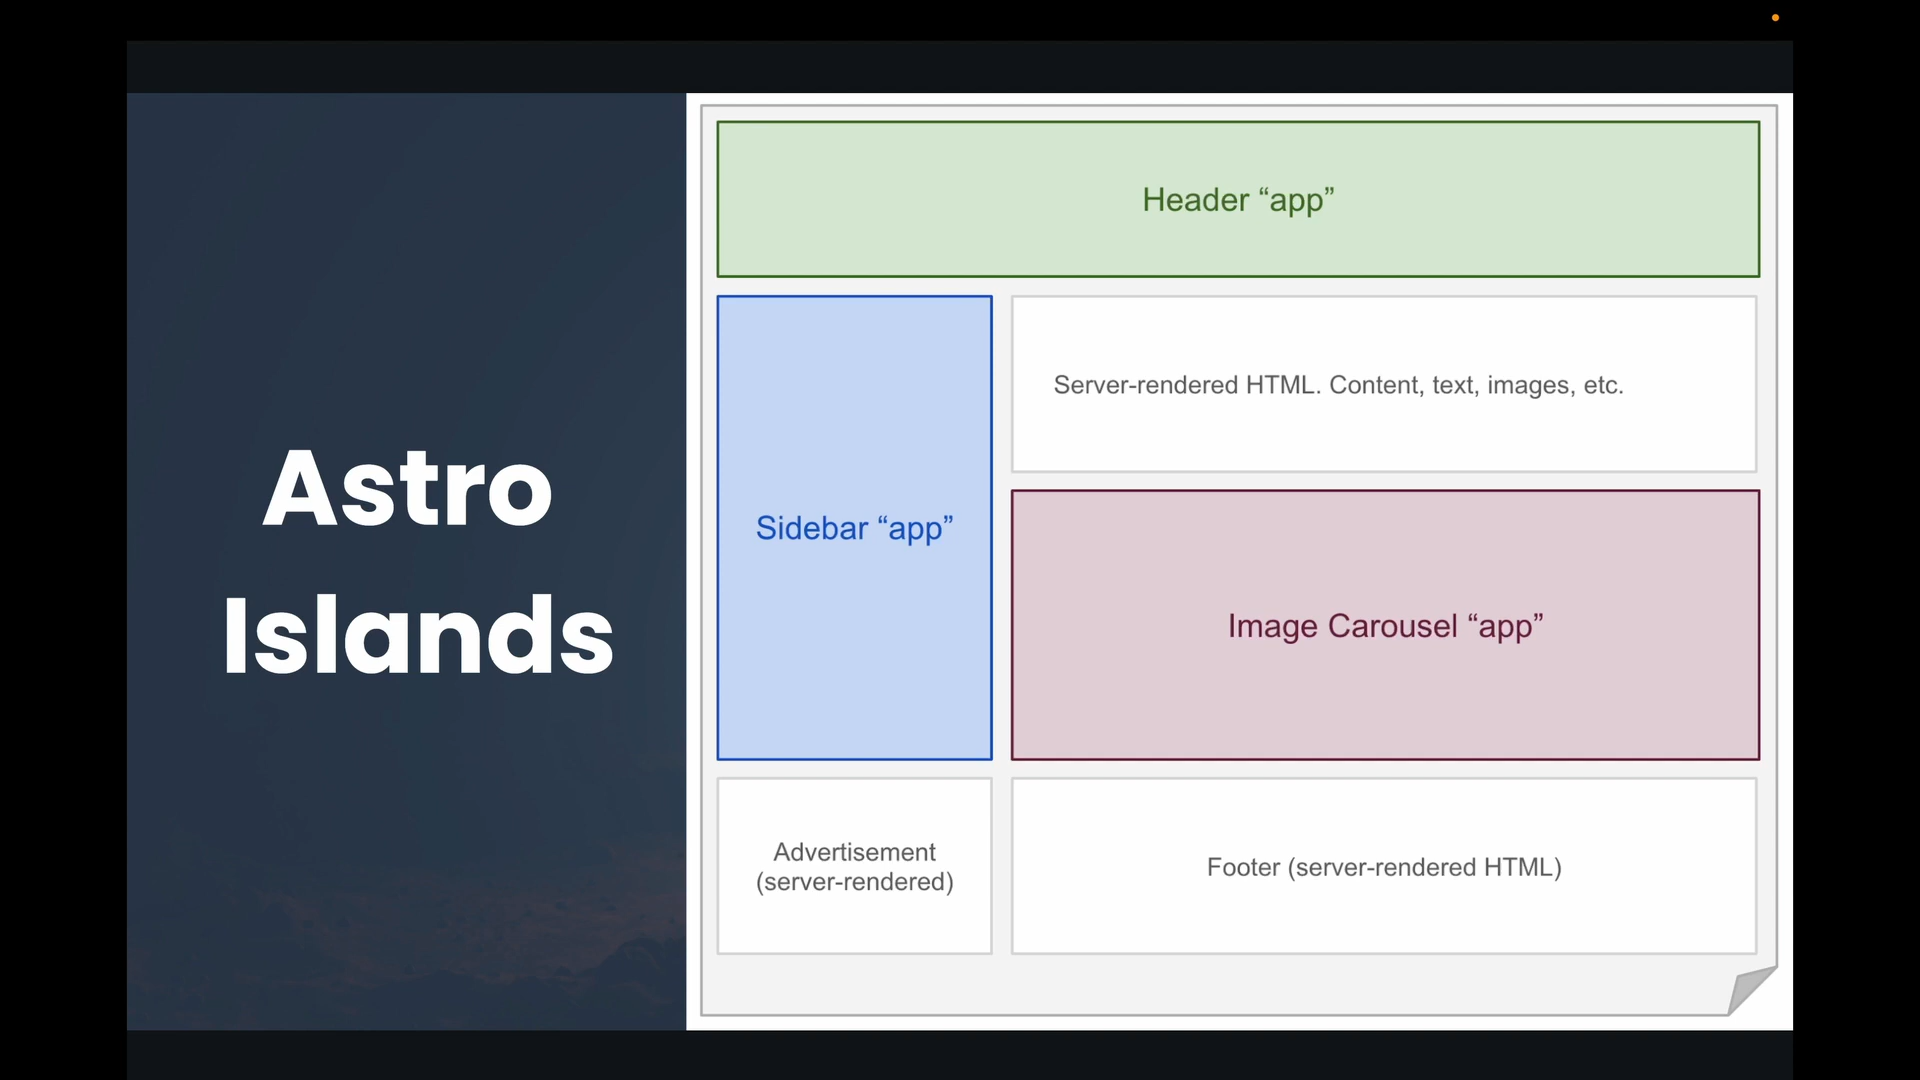 Astro
Islands
Header “app”
Sidebar “app”
Server-rendered HTML. Content, text, images, etc.
Image Carousel “app”
Advertisement
(server-rendered)
Footer (server-rendered HTML)